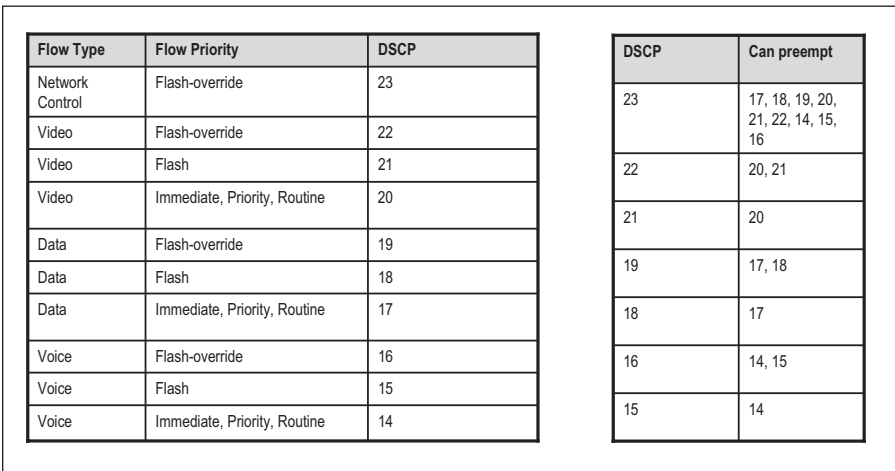 Flow Type Flow Priority DSCP
Network Control Flash-override 23
Video Flash-override 22
Video Flash 21
Video Immediate, Priority, Routine 20
Data Flash-override 19
Data Flash 18
Data Immediate, Priority, Routine 17
Voice Flash-override 16
Voice Flash 15
Voice Immediate, Priority, Routine 14
DSCP Can preempt
23 17, 18, 19, 20,
21, 22, 14, 15,
16
22 20, 21
21 20
19 17, 18
18 17
16 14, 15
15 14